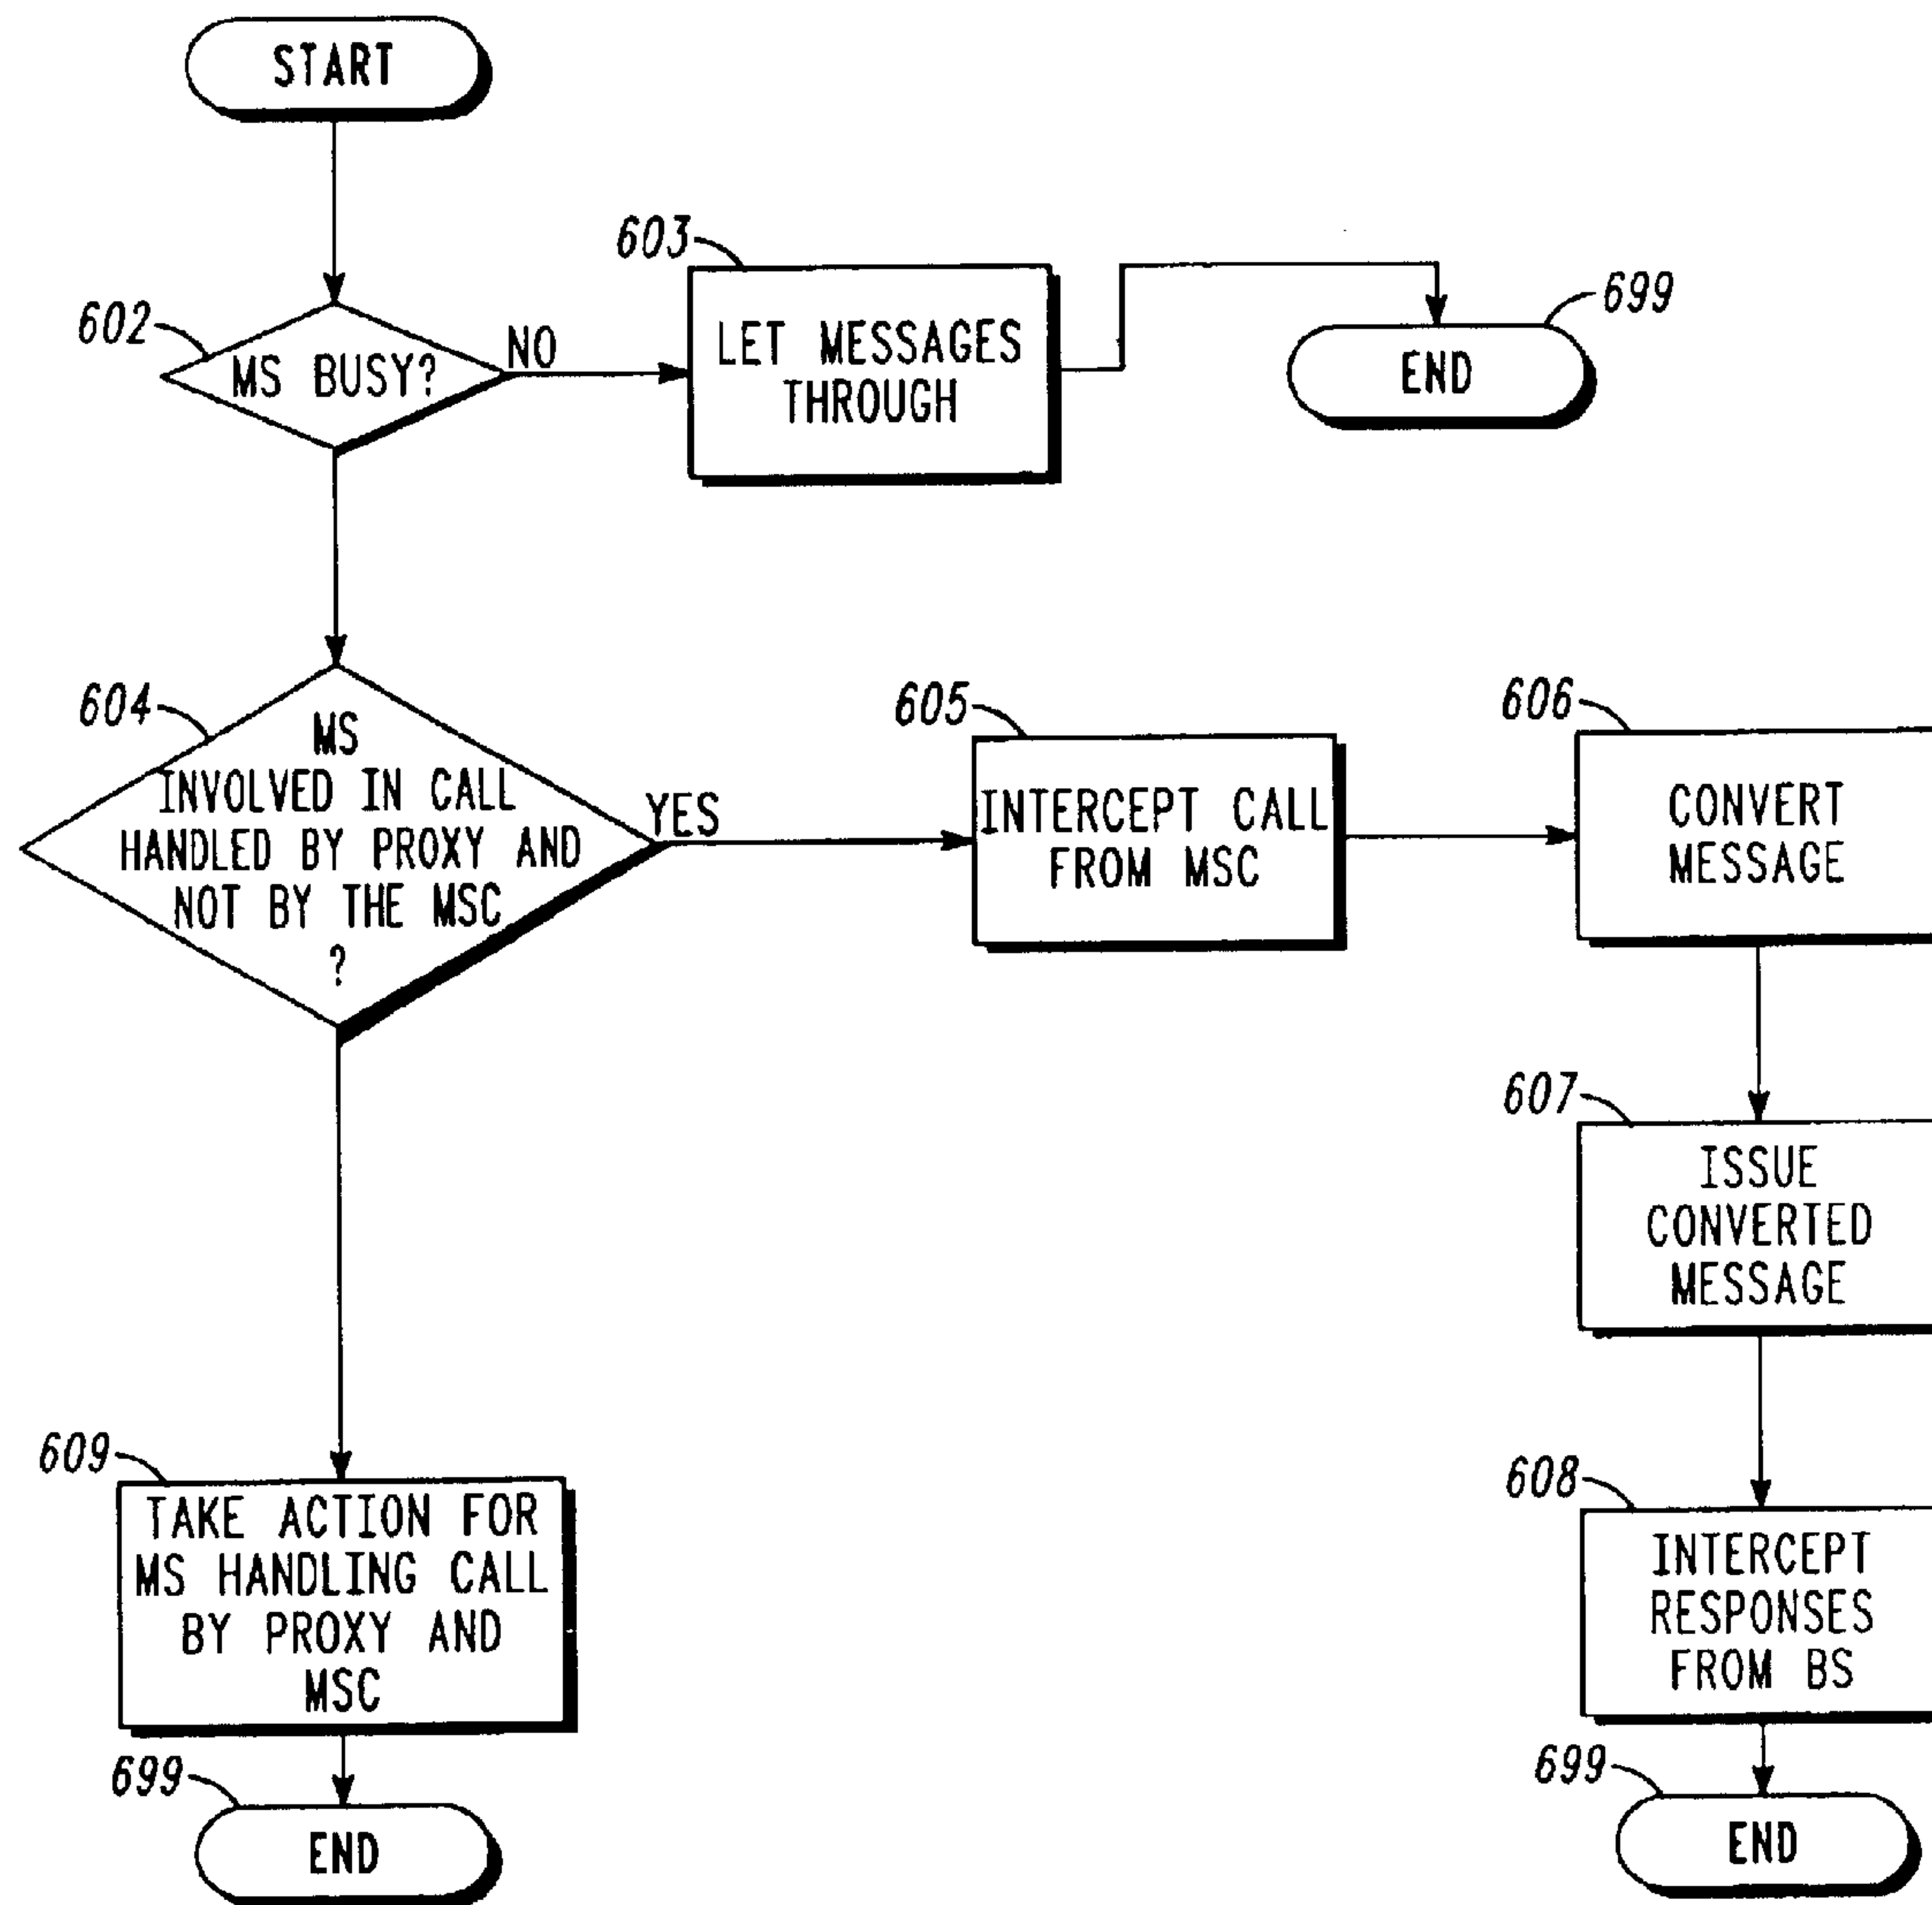 START
602
MS BUSY?
NO
603
LET MESSAGES
THROUGH
699
END
604
MS
INVOLVED IN CALL
HANDLED BY PROXY AND
NOT BY THE MSC
?
YES
605
INTERCEPT CALL
FROM MSC
606
CONVERT
MESSAGE
607
ISSUE
CONVERTED
MESSAGE
608
INTERCEPT
RESPONSES
FROM BS
699
END
609
TAKE ACTION FOR
MS HANDLING CALL
BY PROXY AND
MSC
699
END